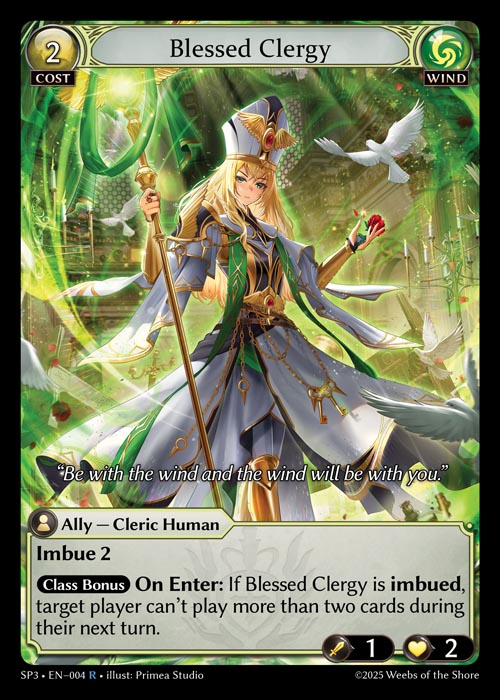 2
Blessed Clergy
COST
WIND
“Be with the wind and the wind will be with you.”
Ally — Cleric Human
Imbue 2
Class Bonus On Enter: If Blessed Clergy is imbued,
target player can’t play more than two cards during
their next turn.
1
2
SP3 • EN–004 R • illust: Primea Studio
©2025 Weebs of the Shore